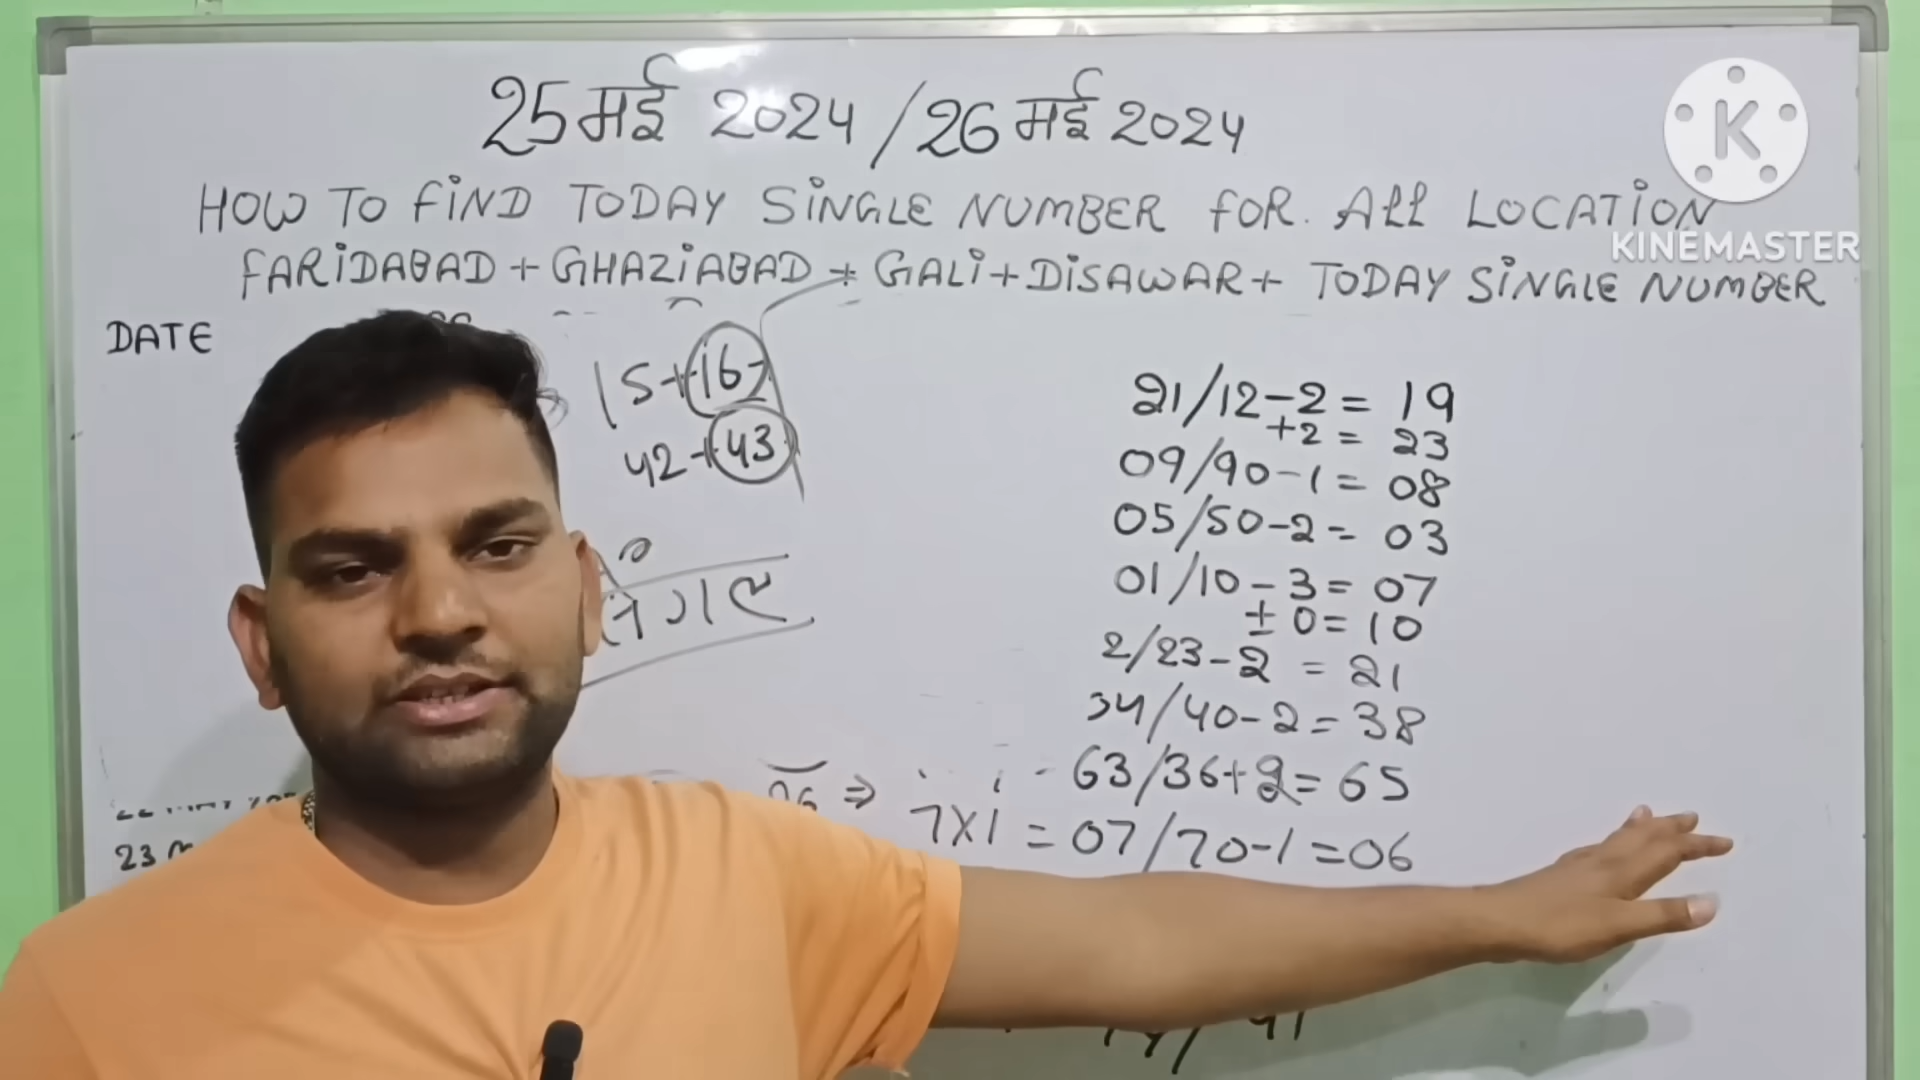 25 मई 2024 / 26 मई 2024
HOW TO FIND TODAY SINGLE NUMBER FOR. ALL LOCATION
KINEMASTER
FARIDABAD + GHAZIABAD + GALI + DISAWAR + TODAY SINGLE NUMBER
DATE
15+16
42+43
21/12-2 = 19
+2 = 23
09/90-1 = 08
05/50-2 = 03
01/10-3 = 07
± 0 = 10
2/23-2 = 21
34/40-2 = 38
63/36+2 = 65
7X1 = 07/70-1 = 06
23